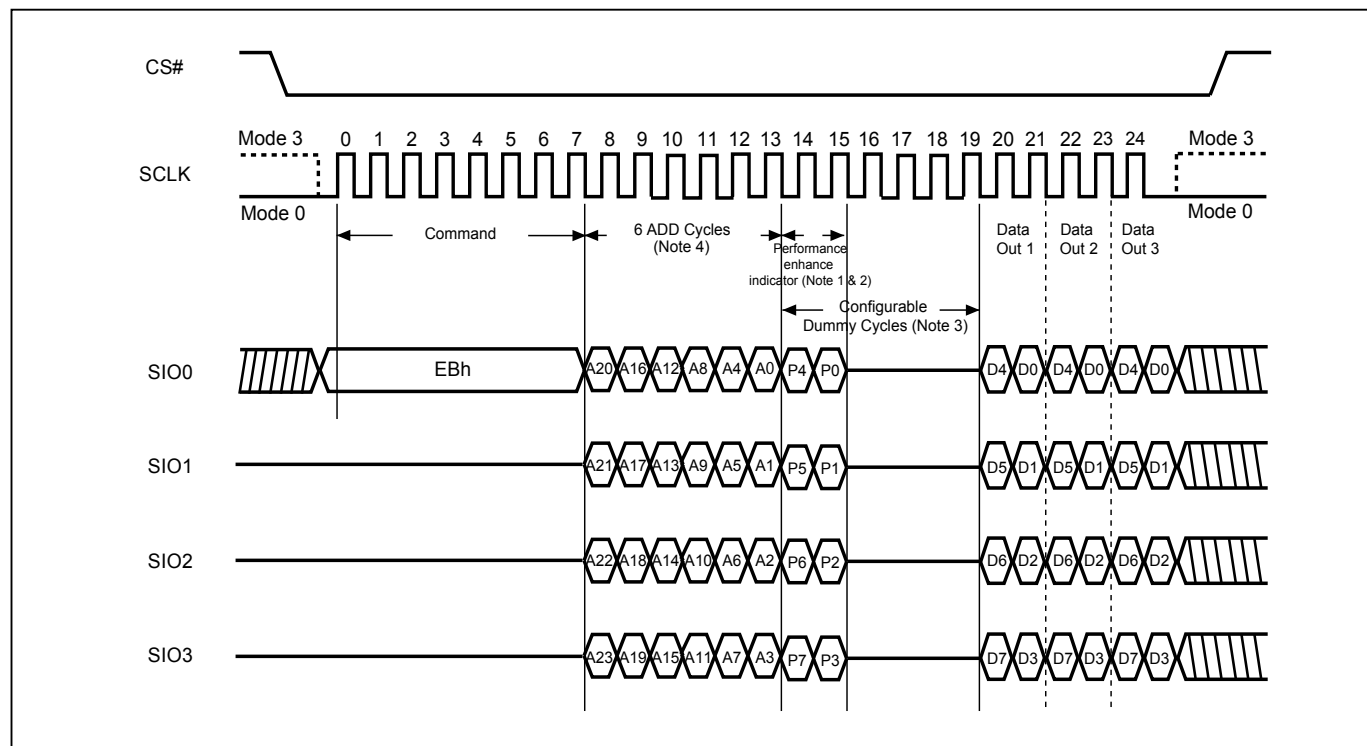 CS#
Mode 3 0 1 2 3 4 5 6 7 8 9 10 11 12 13 14 15 16 17 18 19 20 21 22 23 24 Mode 3
SCLK
Mode 0 Mode 0
Command 6 ADD Cycles Data Data Data
(Note 4) Out 1 Out 2 Out 3
Performance
enhance
indicator (Note 1 & 2)
Configurable
Dummy Cycles (Note 3)
SIO0 EBh A20 A16 A12 A8 A4 A0 P4 P0 D4 D0 D4 D0 D4 D0
SIO1 A21 A17 A13 A9 A5 A1 P5 P1 D5 D1 D5 D1 D5 D1
SIO2 A22 A18 A14 A10 A6 A2 P6 P2 D6 D2 D6 D2 D6 D2
SIO3 A23 A19 A15 A11 A7 A3 P7 P3 D7 D3 D7 D3 D7 D3